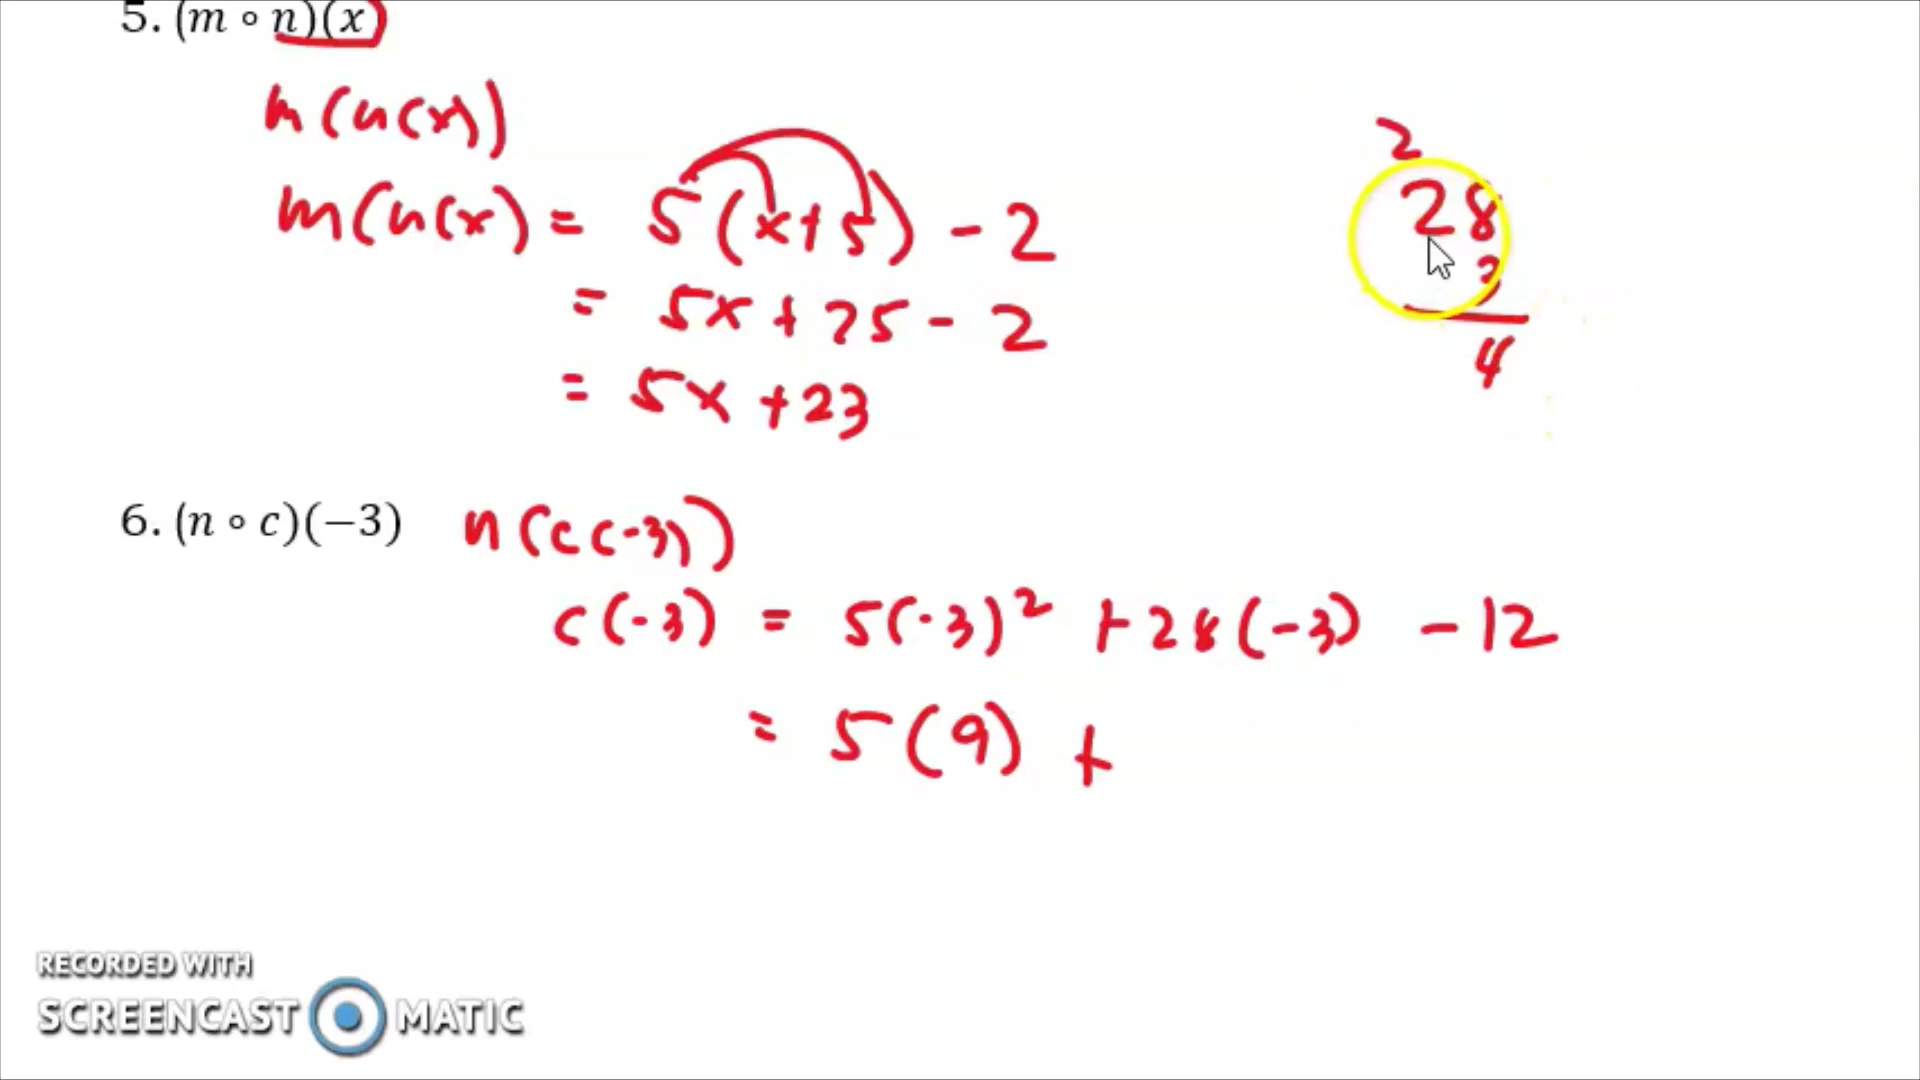 5. (m ∘ n)(x)
m(n(x))
m(n(x) = 5(x+5) - 2
= 5x + 25 - 2
= 5x +23
2
28
3
4
6. (n ∘ c)(−3) n(c(-3))
c(-3) = 5(-3)² +28(-3) - 12
= 5(9) +
RECORDED WITH
SCREENCAST MATIC